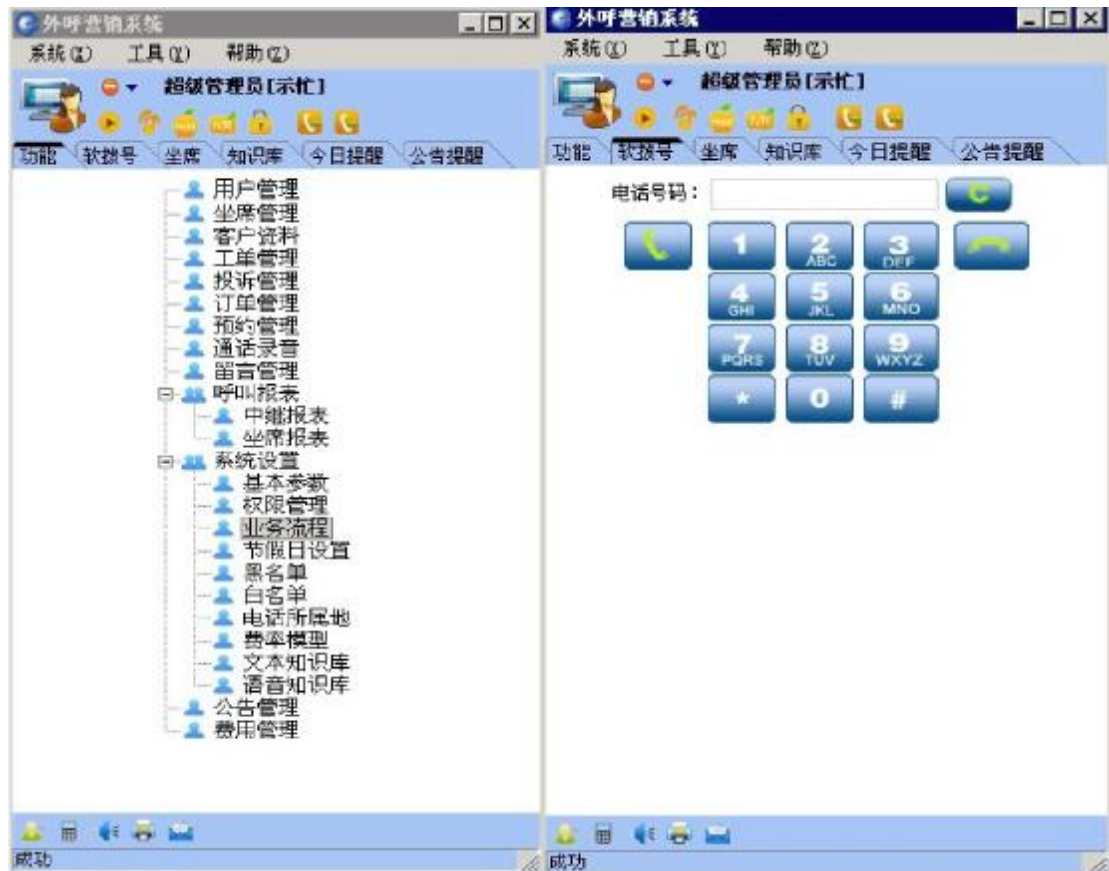 外呼营销系统
系统(X) 工具(Y) 帮助(Z)
超级管理员[示忙]
功能 软拨号 坐席 知识库 今日提醒 公告提醒
用户管理
坐席管理
客户资料
工单管理
投诉管理
订单管理
预约管理
通话录音
留言管理
呼叫报表
中继报表
坐席报表
系统设置
基本参数
权限管理
业务流程
节假日设置
黑名单
白名单
电话所属地
费率模型
文本知识库
语音知识库
公告管理
费用管理
成功
外呼营销系统
系统(X) 工具(Y) 帮助(Z)
超级管理员[示忙]
功能 软拨号 坐席 知识库 今日提醒 公告提醒
电话号码: C
1 2 3
ABC DEF
4 5 6
GHI JKL MNO
7 8 9
PQRS TUV WXYZ
* 0 #
成功